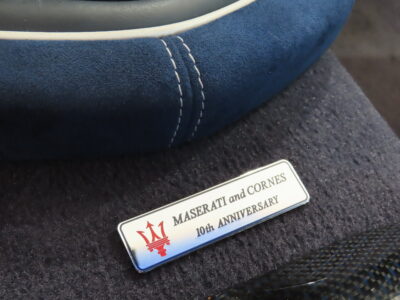 MASERATI and CORNES
10th ANNIVERSARY